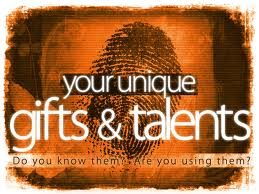 your unique
gifts & talents
Do you know them? Are you using them?